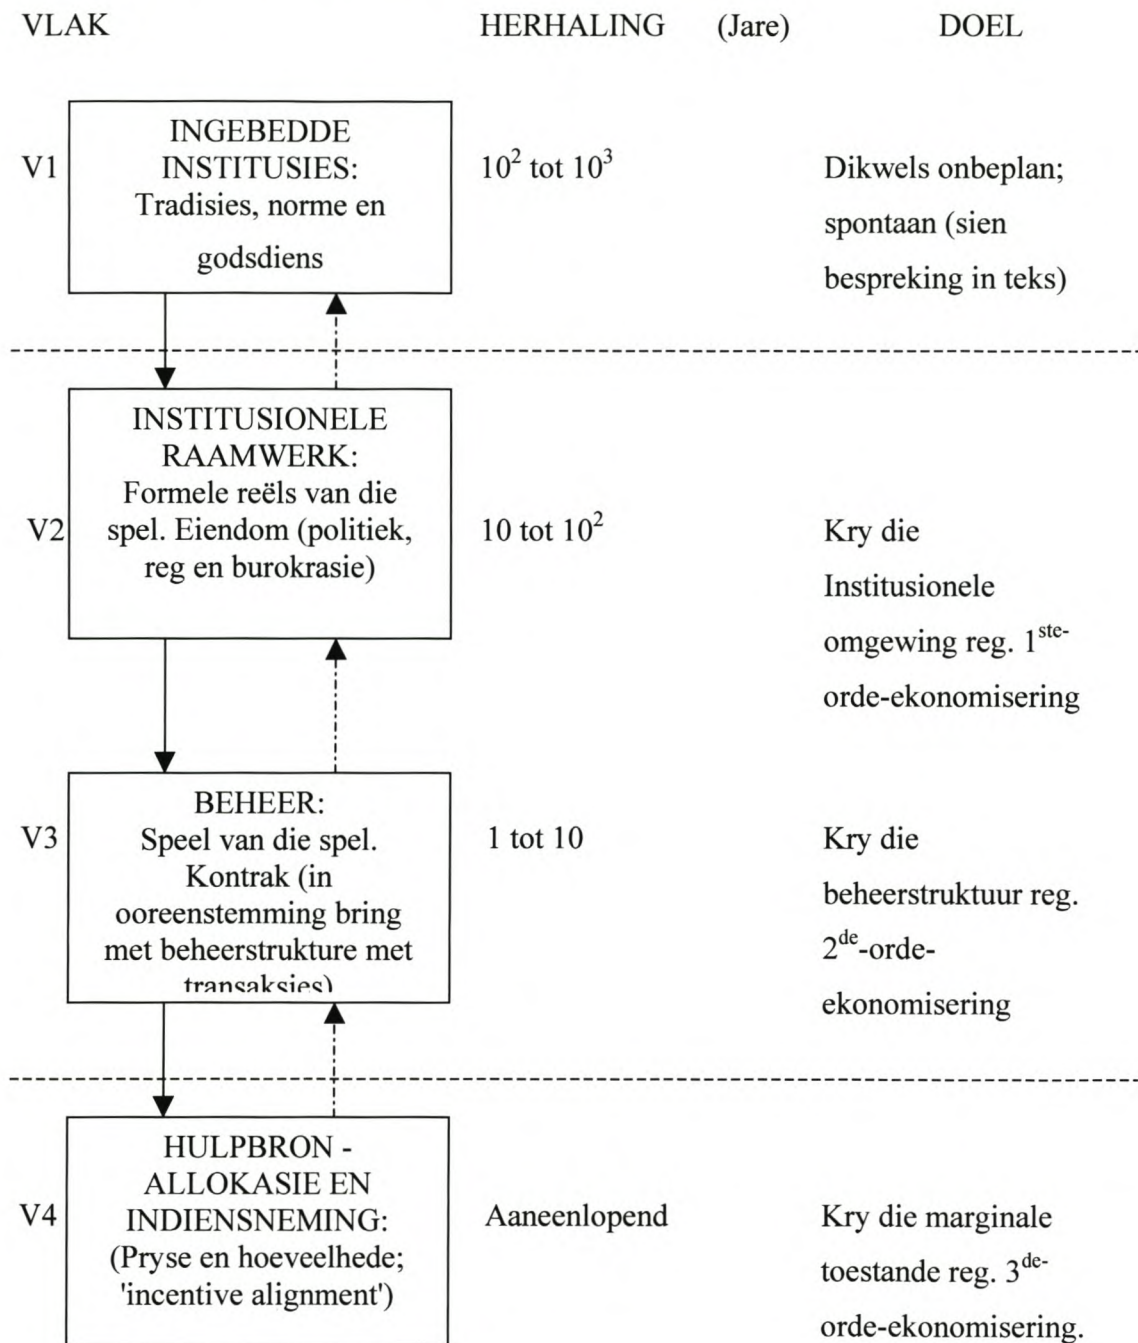 VLAK HERHALING (Jare) DOEL
INGEBEDDE
INSTITUSIES:
Tradisies, norme en
godsdiens
V1
10² tot 10³
Dikwels onbeplan;
spontaan (sien
bespreking in teks)
INSTITUSIONELE
RAAMWERK:
Formele reëls van die
spel. Eiendom (politiek,
reg en burokrasie)
V2
10 tot 10²
Kry die
Institusionele
omgewing reg. 1ste-
orde-ekonomisering
BEHEER:
Speel van die spel.
Kontrak (in
ooreenstemming bring
met beheerstrukture met
transaksies)
V3
1 tot 10
Kry die
beheerstruktuur reg.
2de-orde-
ekonomisering
HULPBRON -
ALLOKASIE EN
INDIENSNEMING:
(Pryse en hoeveelhede;
'incentive alignment')
V4
Aaneenlopend
Kry die marginale
toestande reg. 3de-
orde-ekonomisering.